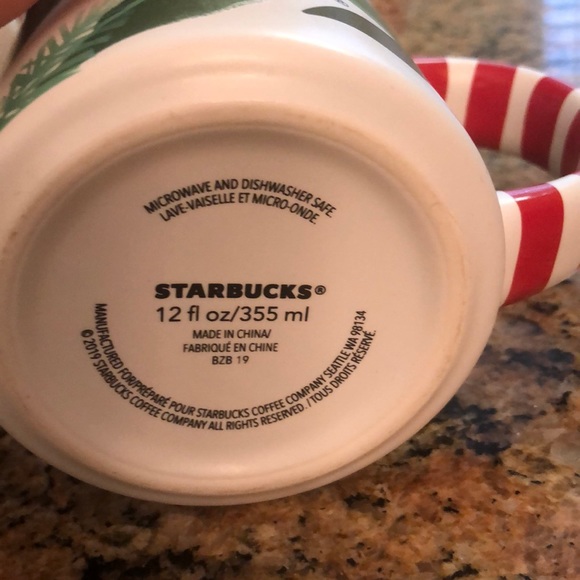 MICROWAVE AND DISHWASHER SAFE
LAVE-VAISELLE ET MICRO-ONDE.
STARBUCKS®
12 fl oz/355 ml
MADE IN CHINA/
FABRIQUÉ EN CHINE
BZB 19
MANUFACTURED FOR/PRÉPARÉ POUR STARBUCKS COFFEE COMPANY SEATTLE WA 98134
© 2019 STARBUCKS COFFEE COMPANY ALL RIGHTS RESERVED. / TOUS DROITS RÉSERVÉ.